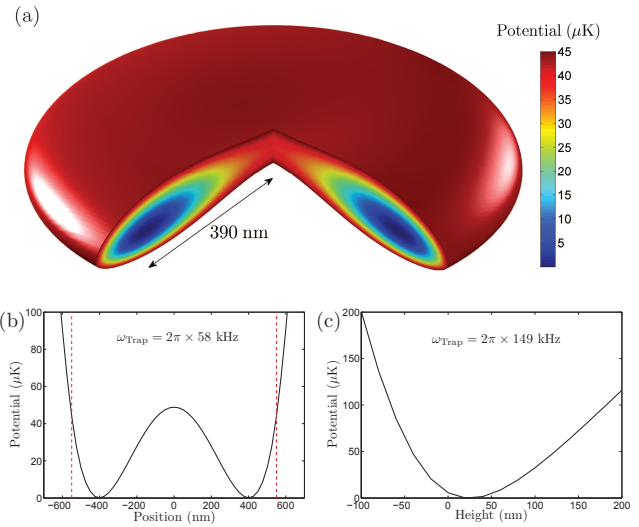 (a)
Potential (μK)
45
40
35
30
25
20
15
10
5
390 nm
(b)
ω_Trap = 2π × 58 kHz
Potential (μK)
100
80
60
40
20
0
−600 −400 −200 0 200 400 600
Position (nm)
(c)
ω_Trap = 2π × 149 kHz
Potential (μK)
200
150
100
50
0
−100 −50 0 50 100 150 200
Height (nm)